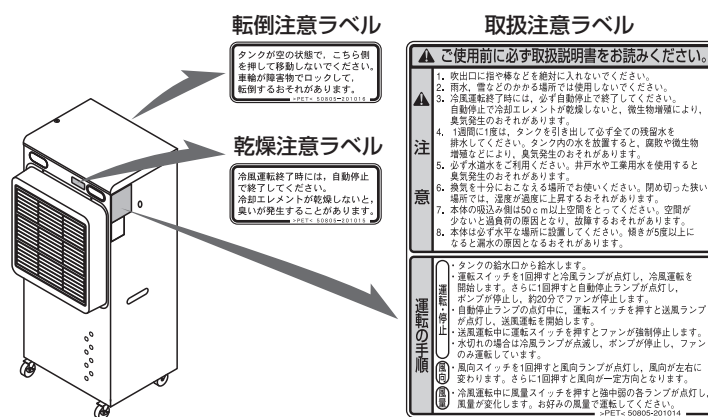 転倒注意ラベル
タンクが空の状態で，こちら側
を押して移動しないでください。
車輪が障害物でロックして，
転倒するおそれがあります。
>PET< 50805-201016
乾燥注意ラベル
冷風運転終了時には，自動停止
で終了してください。
冷却エレメントが乾燥しないと，
臭いが発生することがあります。
>PET< 50805-201015
取扱注意ラベル
ご使用前に必ず取扱説明書をお読みください。
注意
1. 吹出口に指や棒などを絶対に入れないでください。
2. 雨水、雪などのかかる場所では使用しないでください。
3. 冷風運転終了時には，必ず自動停止で終了してください。
自動停止で冷却エレメントが乾燥しないと，微生物増殖により，
臭気発生のおそれがあります。
4. 1週間に1度は，タンクを引き出して必ず全ての残留水を
排水してください。タンク内の水を放置すると，腐敗や微生物
増殖などにより，臭気発生のおそれがあります。
5. 必ず水道水をご利用ください。井戸水や工業用水を使用すると
臭気発生のおそれがあります。
6. 換気を十分におこなえる場所でお使いください。閉め切った狭い
場所では，湿度が過度に上昇するおそれがあります。
7. 本体の吸込み側は50cm以上空間をとってください。空間が
少ないと過負荷の原因となり，故障するおそれがあります。
8. 本体は必ず水平な場所に設置してください。傾きが5度以上に
なると漏水の原因となるおそれがあります。
運転の手順
運転・停止
・タンクの給水口から給水します。
・運転スイッチを1回押すと冷風ランプが点灯し，冷風運転を
開始します。さらに1回押すと自動停止ランプが点灯し，
ポンプが停止し，約20分でファンが停止します。
・自動停止ランプの点灯中に，運転スイッチを押すと送風ランプ
が点灯し，送風運転を開始します。
・送風運転中に運転スイッチを押すとファンが強制停止します。
・水切れの場合は冷風ランプが点滅し，ポンプが停止し，ファン
のみ運転しています。
風向
・風向スイッチを1回押すと風向ランプが点灯し，風向が左右に
変わります。さらに1回押すと風向が一定方向となります。
風量
・冷風運転中に風量スイッチを押すと強中弱の各ランプが点灯し，
風量が変化します。お好みの風量で運転してください。
>PET< 50805-201014